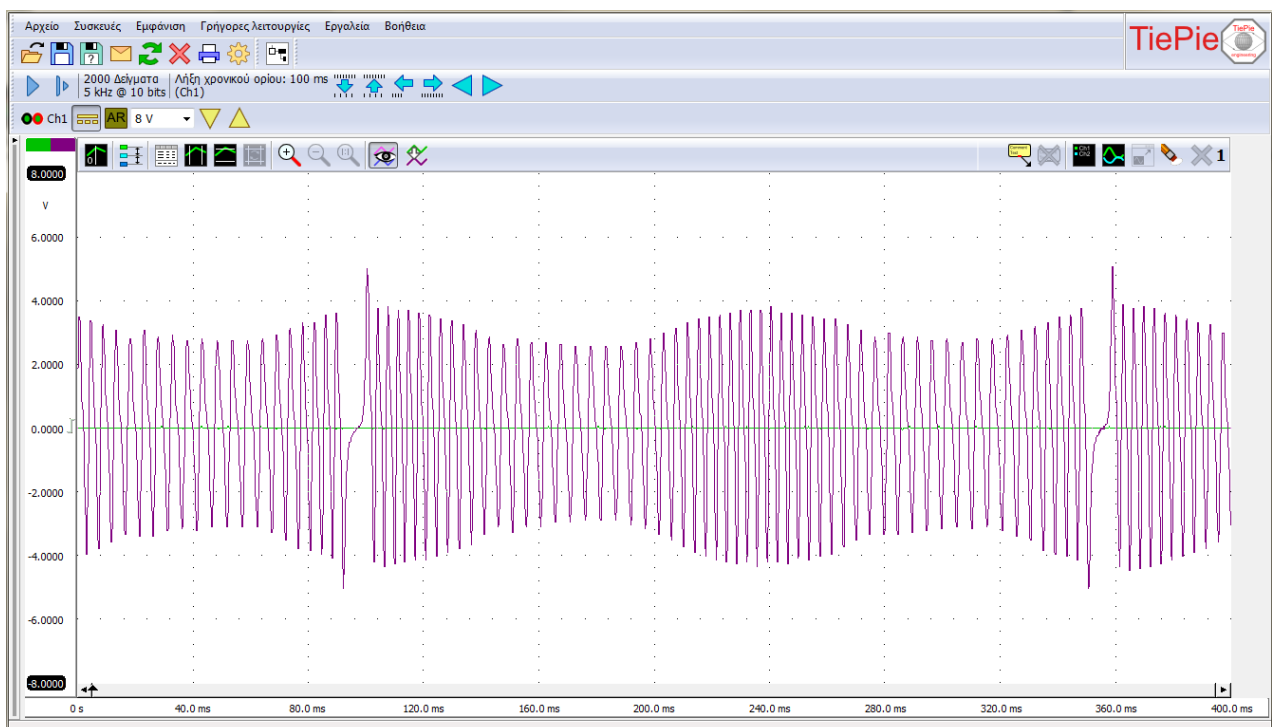 Αρχείο Συσκευές Εμφάνιση Γρήγορες λειτουργίες Εργαλεία Βοήθεια
TiePie
TiePie
engineering
2000 Δείγματα
5 kHz @ 10 bits
Λήξη χρονικού ορίου: 100 ms
(Ch1)
Ch1 AR 8 V
1
8.0000
V
6.0000
4.0000
2.0000
0.0000
-2.0000
-4.0000
-6.0000
-8.0000
0 s 40.0 ms 80.0 ms 120.0 ms 160.0 ms 200.0 ms 240.0 ms 280.0 ms 320.0 ms 360.0 ms 400.0 ms